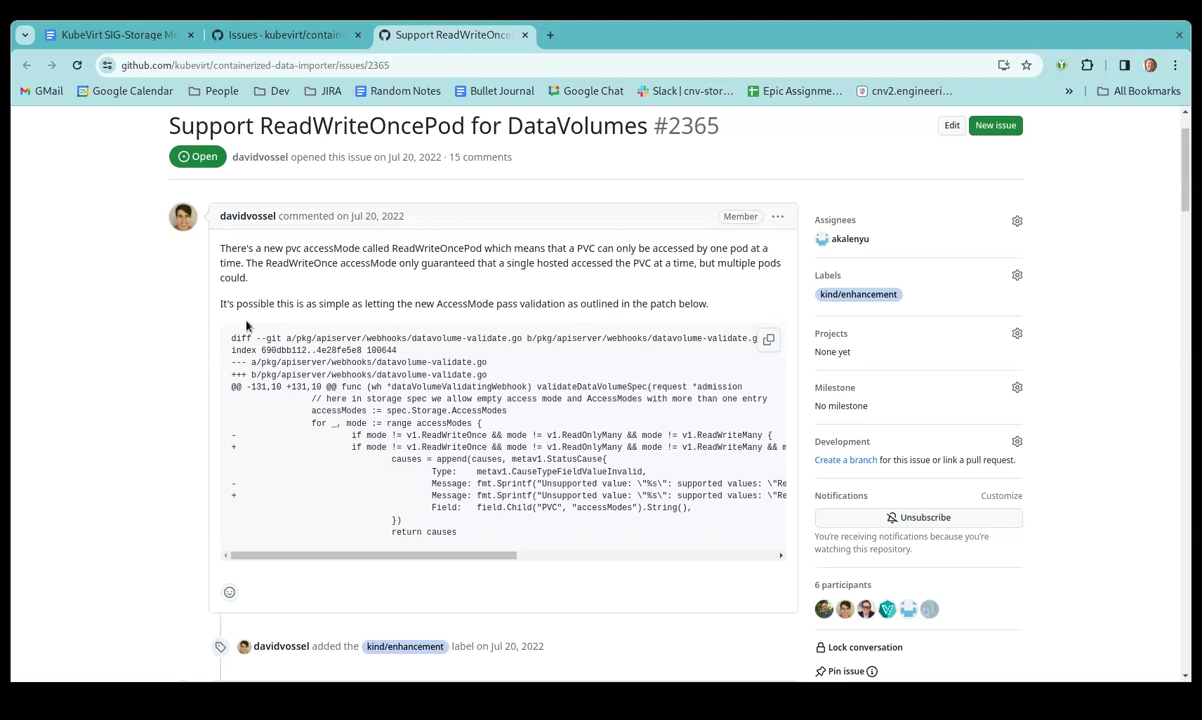 KubeVirt SIG-Storage Me
Issues · kubevirt/contain
Support ReadWriteOnce
github.com/kubevirt/containerized-data-importer/issues/2365
GMail
Google Calendar
People
Dev
JIRA
Random Notes
Bullet Journal
Google Chat
Slack | cnv-stor...
Epic Assignme...
cnv2.engineeri...
»
All Bookmarks
Support ReadWriteOncePod for DataVolumes #2365
Edit
New issue
Open
davidvossel opened this issue on Jul 20, 2022 · 15 comments
davidvossel commented on Jul 20, 2022
Member
There's a new pvc accessMode called ReadWriteOncePod which means that a PVC can only be accessed by one pod at a
time. The ReadWriteOnce accessMode only guaranteed that a single hosted accessed the PVC at a time, but multiple pods
could.
It's possible this is as simple as letting the new AccessMode pass validation as outlined in the patch below.
diff --git a/pkg/apiserver/webhooks/datavolume-validate.go b/pkg/apiserver/webhooks/datavolume-validate.g
index 690dbb112..4e28fe5e8 100644
--- a/pkg/apiserver/webhooks/datavolume-validate.go
+++ b/pkg/apiserver/webhooks/datavolume-validate.go
@@ -131,10 +131,10 @@ func (wh *dataVolumeValidatingWebhook) validateDataVolumeSpec(request *admission
// here in storage spec we allow empty access mode and AccessModes with more than one entry
accessModes := spec.Storage.AccessModes
for _, mode := range accessModes {
- if mode != v1.ReadWriteOnce && mode != v1.ReadOnlyMany && mode != v1.ReadWriteMany {
+ if mode != v1.ReadWriteOnce && mode != v1.ReadOnlyMany && mode != v1.ReadWriteMany && m
causes = append(causes, metav1.StatusCause{
Type: metav1.CauseTypeFieldValueInvalid,
- Message: fmt.Sprintf("Unsupported value: \"%s\": supported values: \"Re
+ Message: fmt.Sprintf("Unsupported value: \"%s\": supported values: \"Re
Field: field.Child("PVC", "accessModes").String(),
})
return causes
davidvossel added the kind/enhancement label on Jul 20, 2022
Assignees
akalenyu
Labels
kind/enhancement
Projects
None yet
Milestone
No milestone
Development
Create a branch for this issue or link a pull request.
Notifications
Customize
Unsubscribe
You're receiving notifications because you're
watching this repository.
6 participants
Lock conversation
Pin issue